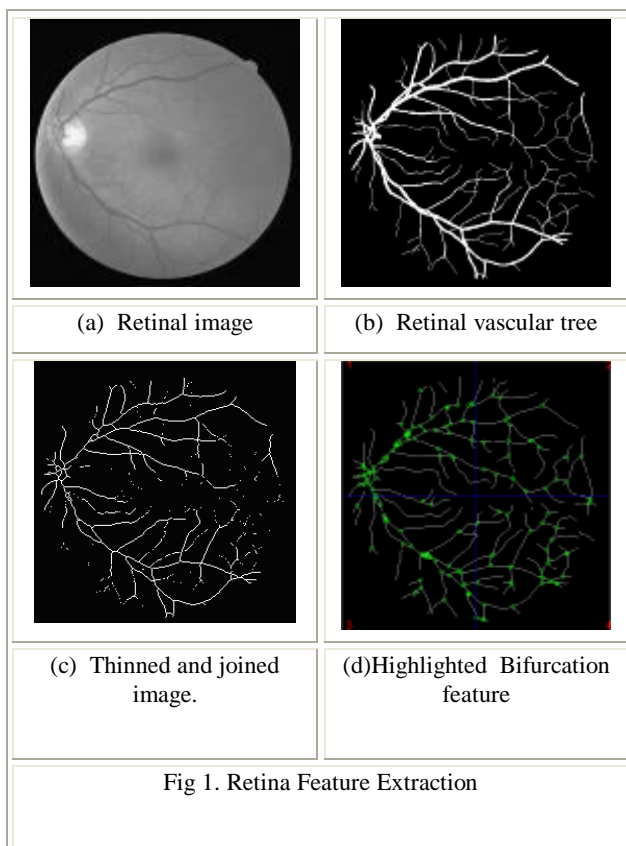 (a) Retinal image
(b) Retinal vascular tree
(c) Thinned and joined
image.
(d)Highlighted Bifurcation
feature
Fig 1. Retina Feature Extraction